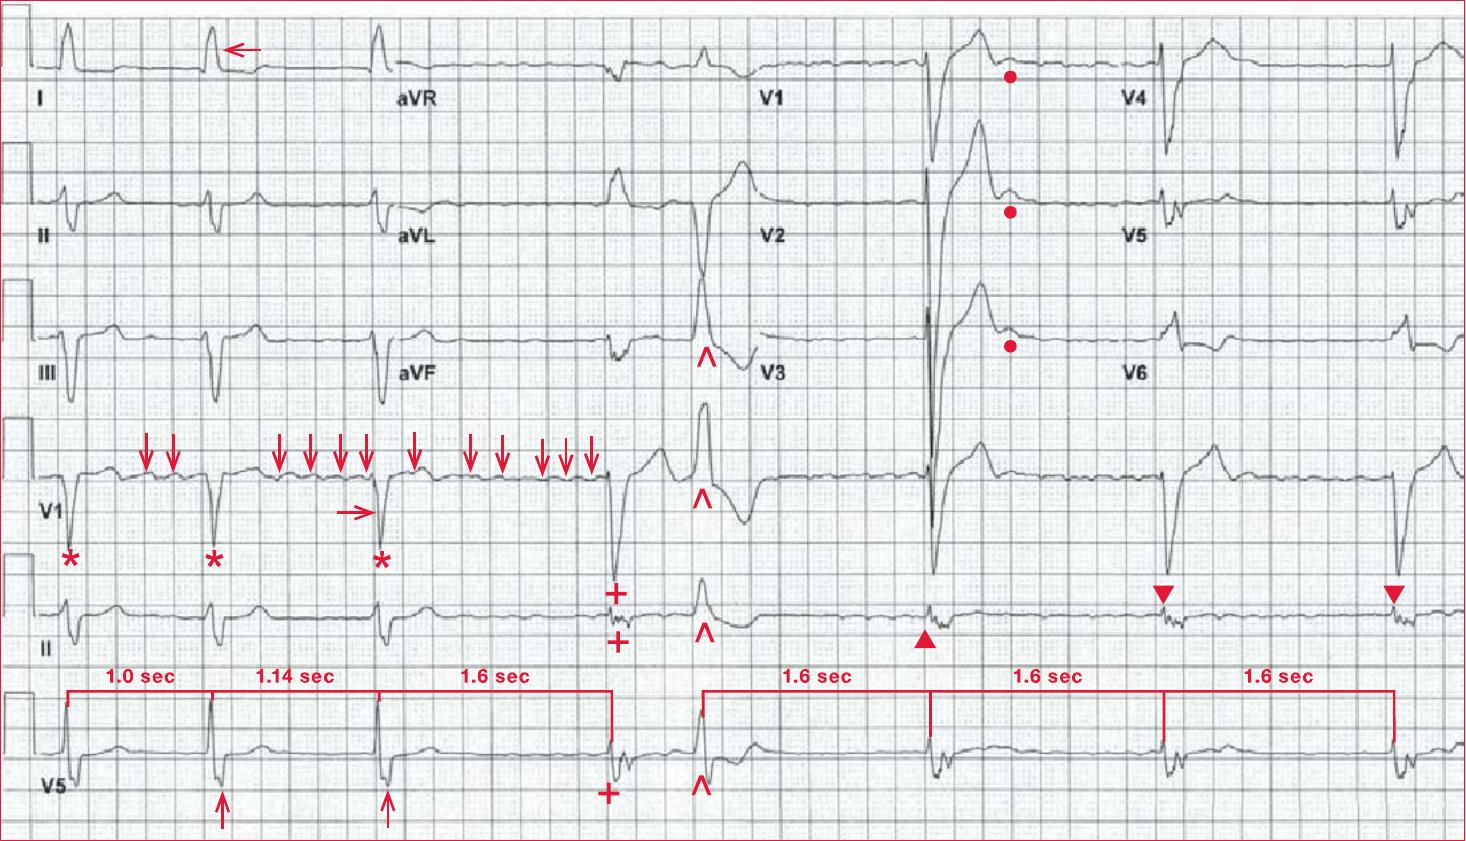 I aVR V1 V4
II aVL V2 V5
III aVF V3 V6
V1
* * *
+
+
II
1.0 sec 1.14 sec 1.6 sec 1.6 sec 1.6 sec 1.6 sec
V5
+